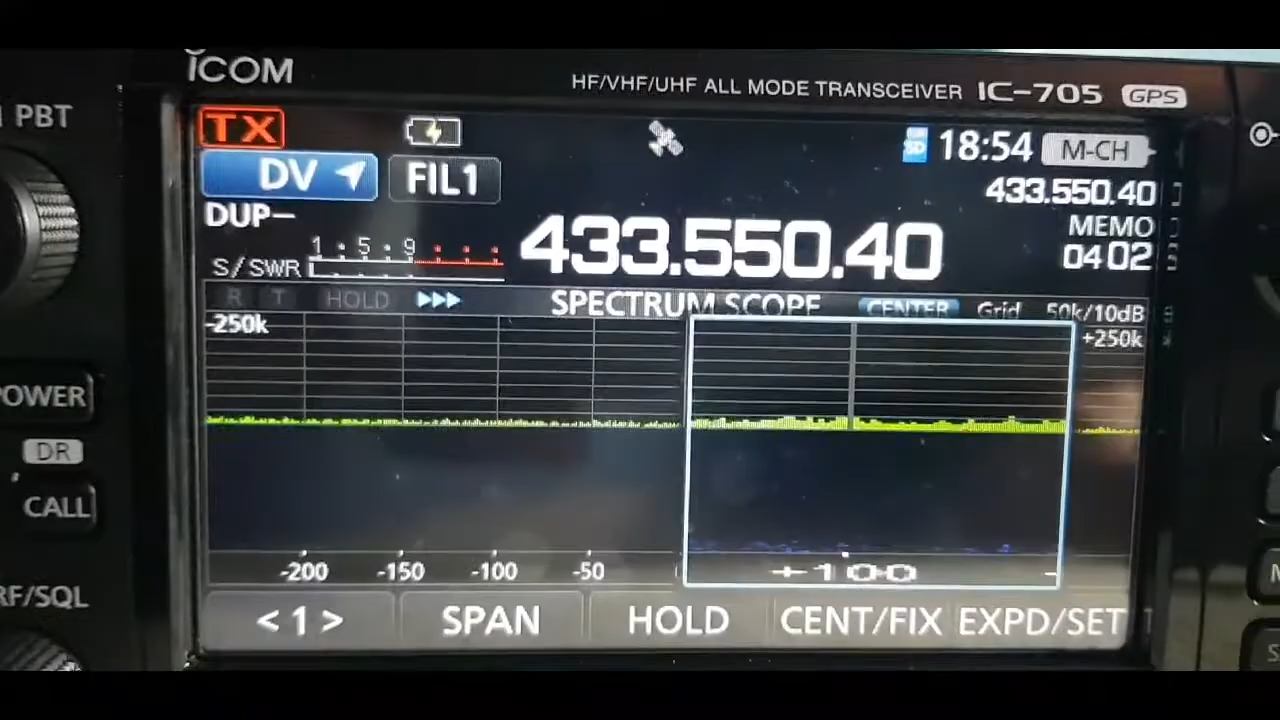 iCOM
HF/VHF/UHF ALL MODE TRANSCEIVER IC-705 GPS
PBT
TX
18:54 M-CH
DV FIL1
433.550.40
DUP-
MEMO
433.550.40
04 02
1 5 9
S/SWR
R T HOLD SPECTRUM SCOPE CENTER Grid 50k/10dB
-250k
+250k
POWER
DR
CALL
-200 -150 -100 -50 +100
RF/SQL
<1> SPAN HOLD CENT/FIX EXPD/SET